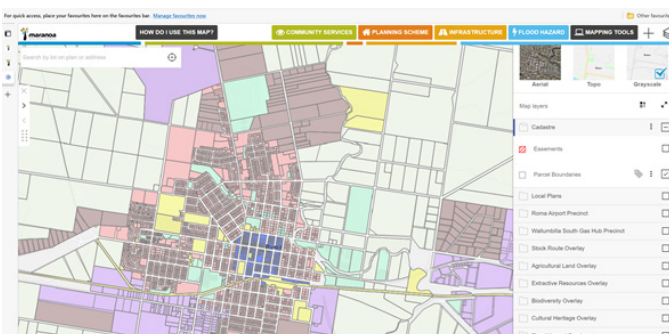 For quick access, place your favourites here on the favourites bar. Manage favourites now
Other favourites
maranoa
HOW DO I USE THIS MAP?
COMMUNITY SERVICES
PLANNING SCHEME
INFRASTRUCTURE
FLOOD HAZARD
MAPPING TOOLS
Search by lot on plan or address
Aerial
Topo
Grayscale
Map layers
Cadastre
Easements
Parcel Boundaries
Local Plans
Roma Airport Precinct
Wallumbilla South Gas Hub Precinct
Stock Route Overlay
Agricultural Land Overlay
Extractive Resources Overlay
Biodiversity Overlay
Cultural Heritage Overlay